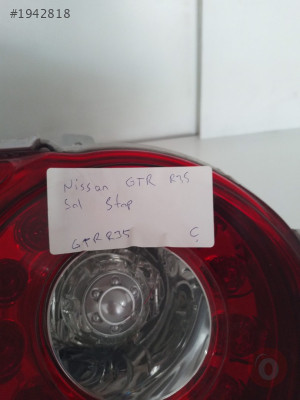 #1942818
Nissan GTR R35
Sol Stop
GTR R35 Ç